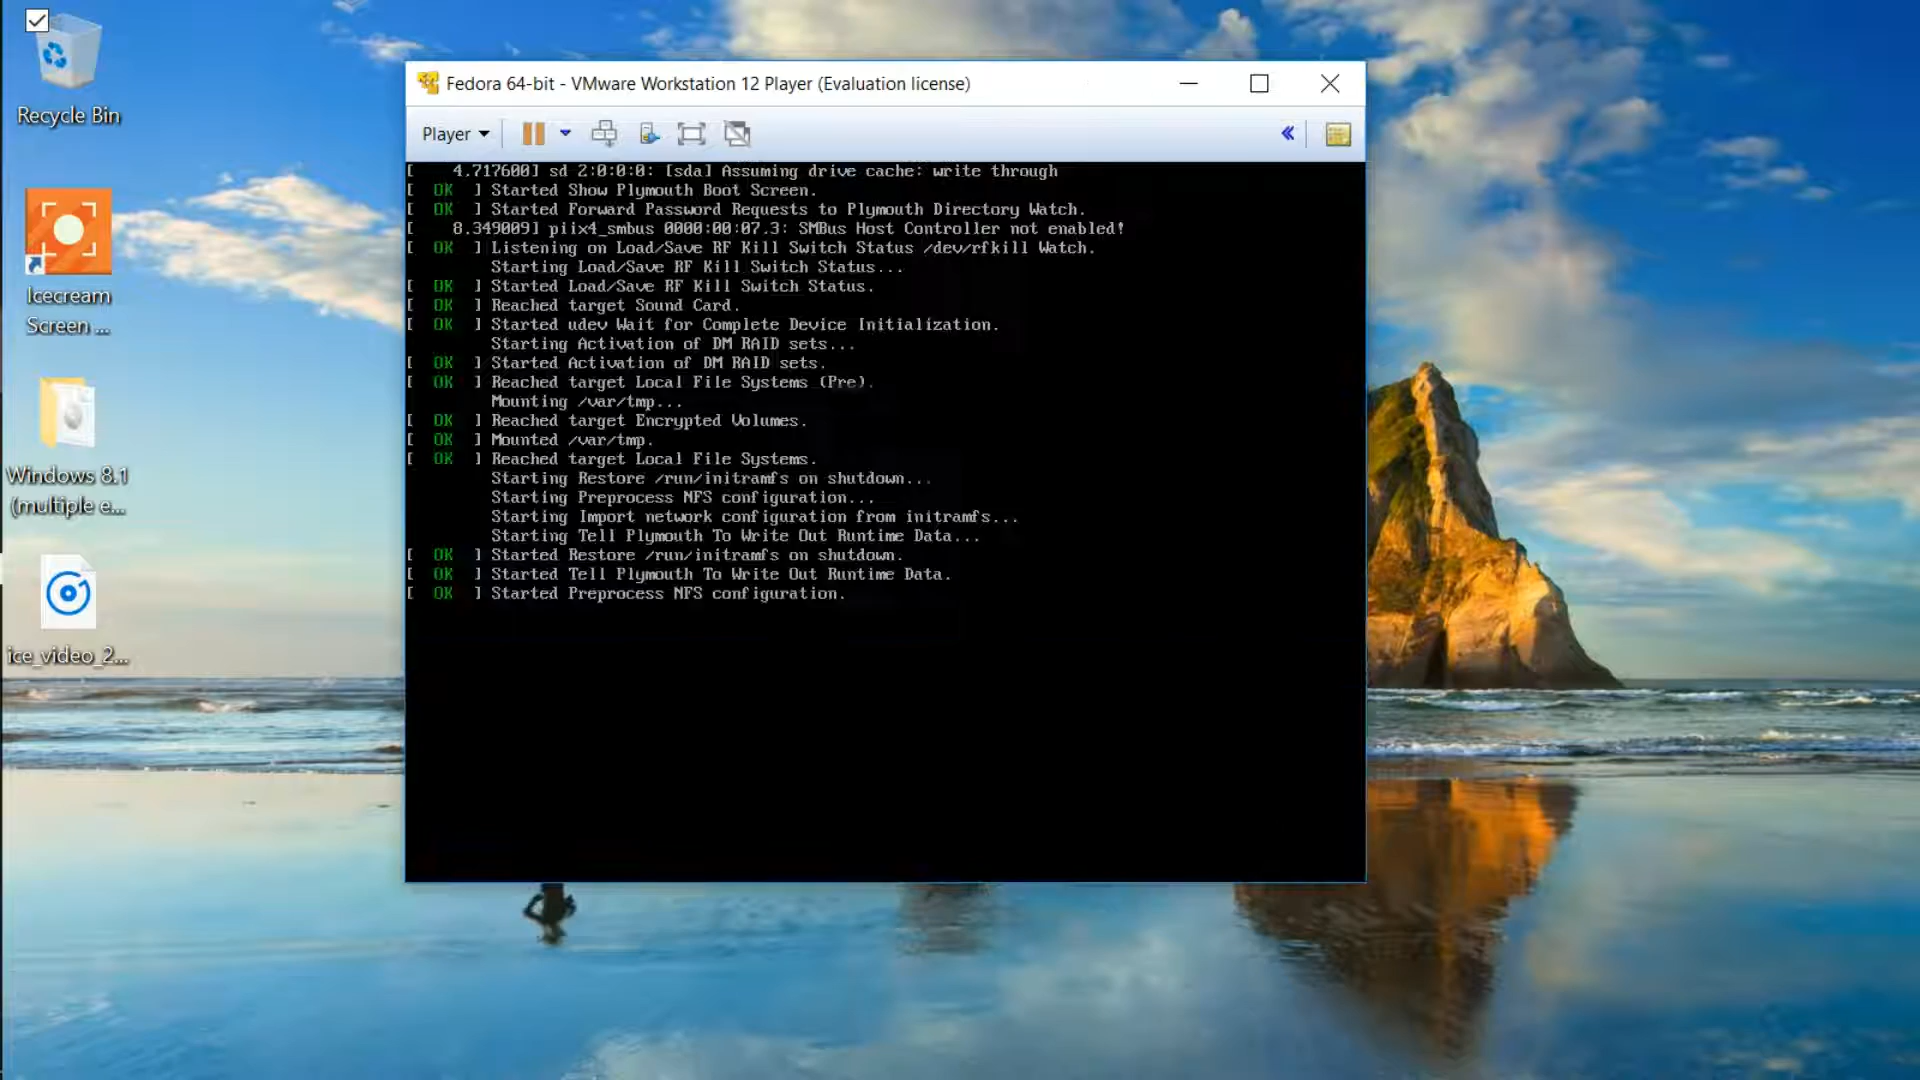 Recycle Bin
Icecream
Screen ...
Windows 8.1
(multiple e...
ice_video_2...
Fedora 64-bit - VMware Workstation 12 Player (Evaluation license)
Player
[    4.717600] sd 2:0:0:0: [sda] Assuming drive cache: write through
[  OK  ] Started Show Plymouth Boot Screen.
[  OK  ] Started Forward Password Requests to Plymouth Directory Watch.
[    8.349009] piix4_smbus 0000:00:07.3: SMBus Host Controller not enabled!
[  OK  ] Listening on Load/Save RF Kill Switch Status /dev/rfkill Watch.
Starting Load/Save RF Kill Switch Status...
[  OK  ] Started Load/Save RF Kill Switch Status.
[  OK  ] Reached target Sound Card.
[  OK  ] Started udev Wait for Complete Device Initialization.
Starting Activation of DM RAID sets...
[  OK  ] Started Activation of DM RAID sets.
[  OK  ] Reached target Local File Systems (Pre).
Mounting /var/tmp...
[  OK  ] Reached target Encrypted Volumes.
[  OK  ] Mounted /var/tmp.
[  OK  ] Reached target Local File Systems.
Starting Restore /run/initramfs on shutdown...
Starting Preprocess NFS configuration...
Starting Import network configuration from initramfs...
Starting Tell Plymouth To Write Out Runtime Data...
[  OK  ] Started Restore /run/initramfs on shutdown.
[  OK  ] Started Tell Plymouth To Write Out Runtime Data.
[  OK  ] Started Preprocess NFS configuration.